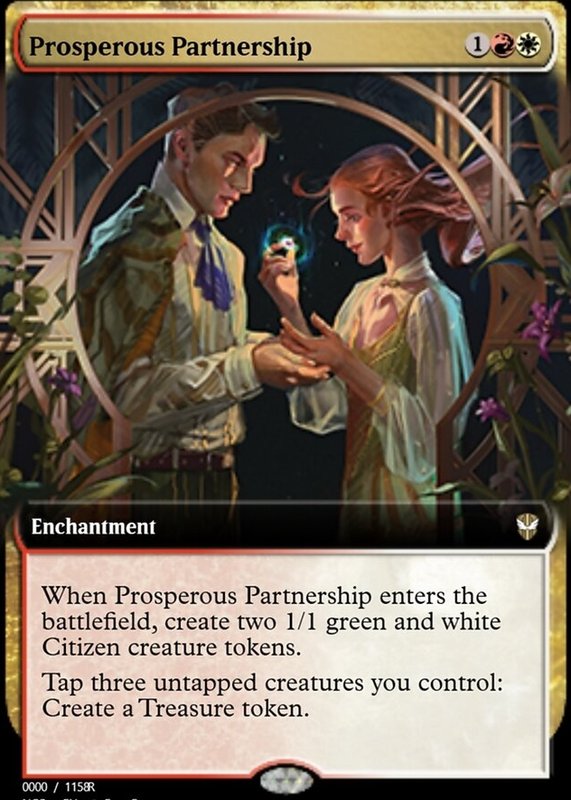 Prosperous Partnership 1
Enchantment
When Prosperous Partnership enters the
battlefield, create two 1/1 green and white
Citizen creature tokens.
Tap three untapped creatures you control:
Create a Treasure token.
0000 / 1158R